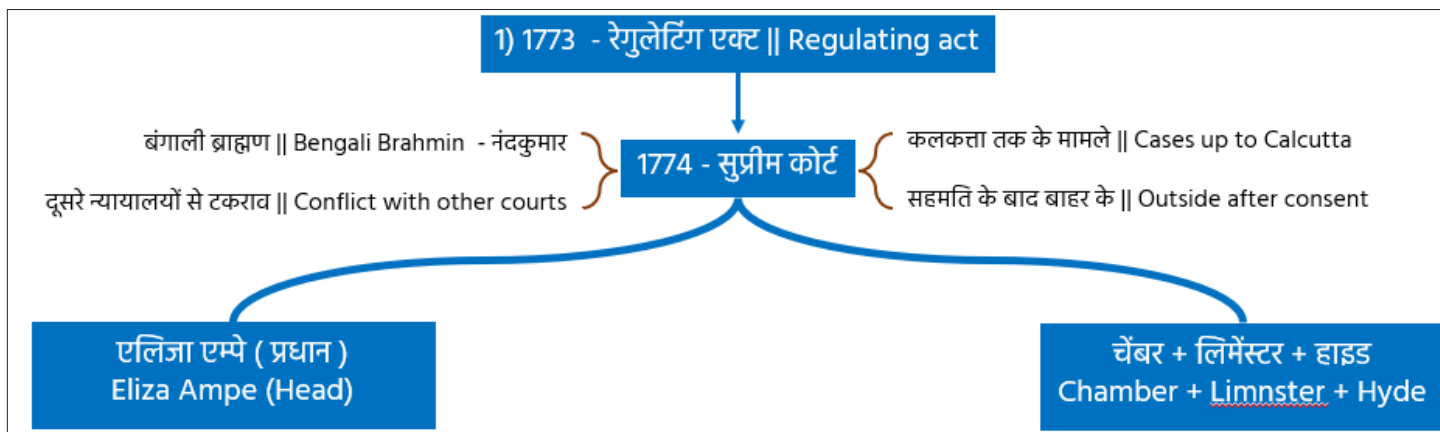 1) 1773 - रेगुलेटिंग एक्ट || Regulating act
बंगाली ब्राह्मण || Bengali Brahmin - नंदकुमार
दूसरे न्यायालयों से टकराव || Conflict with other courts
1774 - सुप्रीम कोर्ट
कलकत्ता तक के मामले || Cases up to Calcutta
सहमति के बाद बाहर के || Outside after consent
एलिजा एम्पे ( प्रधान )
Eliza Ampe (Head)
चेंबर + लिमेंस्टर + हाइड
Chamber + Limnster + Hyde